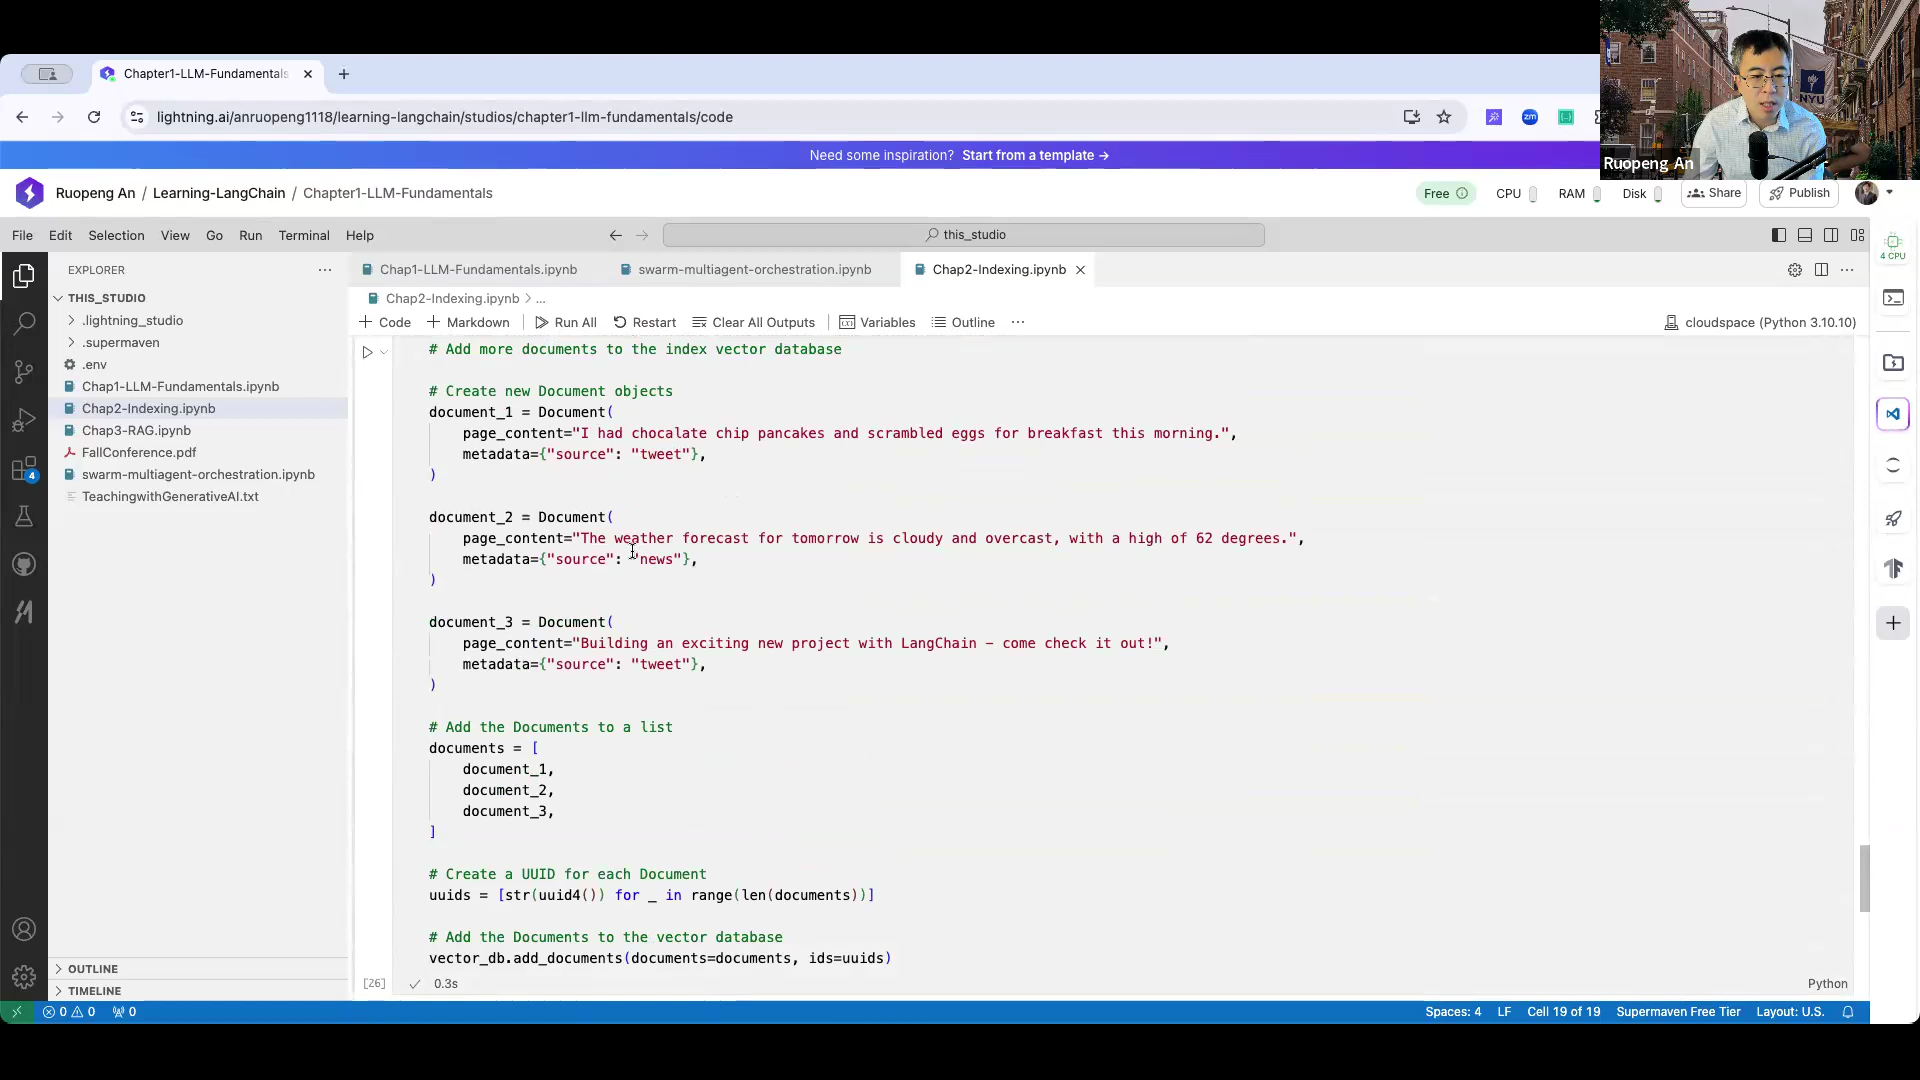 Chapter1-LLM-Fundamentals
lightning.ai/anruopeng1118/learning-langchain/studios/chapter1-llm-fundamentals/code
zm
NYU
Need some inspiration? Start from a template →
Ruopeng An
Ruopeng An / Learning-LangChain / Chapter1-LLM-Fundamentals
Free CPU RAM Disk Share Publish
File Edit Selection View Go Run Terminal Help
this_studio
4 CPU
EXPLORER
Chap1-LLM-Fundamentals.ipynb swarm-multiagent-orchestration.ipynb Chap2-Indexing.ipynb
THIS_STUDIO
Chap2-Indexing.ipynb > ...
.lightning_studio
+ Code + Markdown Run All Restart Clear All Outputs Variables Outline ... cloudspace (Python 3.10.10)
.supermaven
.env
Chap1-LLM-Fundamentals.ipynb
Chap2-Indexing.ipynb
Chap3-RAG.ipynb
FallConference.pdf
swarm-multiagent-orchestration.ipynb
TeachingwithGenerativeAI.txt
4
# Add more documents to the index vector database
# Create new Document objects
document_1 = Document(
page_content="I had chocalate chip pancakes and scrambled eggs for breakfast this morning.",
metadata={"source": "tweet"},
)
document_2 = Document(
page_content="The weather forecast for tomorrow is cloudy and overcast, with a high of 62 degrees.",
metadata={"source": "news"},
)
document_3 = Document(
page_content="Building an exciting new project with LangChain – come check it out!",
metadata={"source": "tweet"},
)
# Add the Documents to a list
documents = [
document_1,
document_2,
document_3,
]
# Create a UUID for each Document
uuids = [str(uuid4()) for _ in range(len(documents))]
# Add the Documents to the vector database
vector_db.add_documents(documents=documents, ids=uuids)
[26] 0.3s Python
OUTLINE
TIMELINE
0 0 0 Spaces: 4 LF Cell 19 of 19 Supermaven Free Tier Layout: U.S.